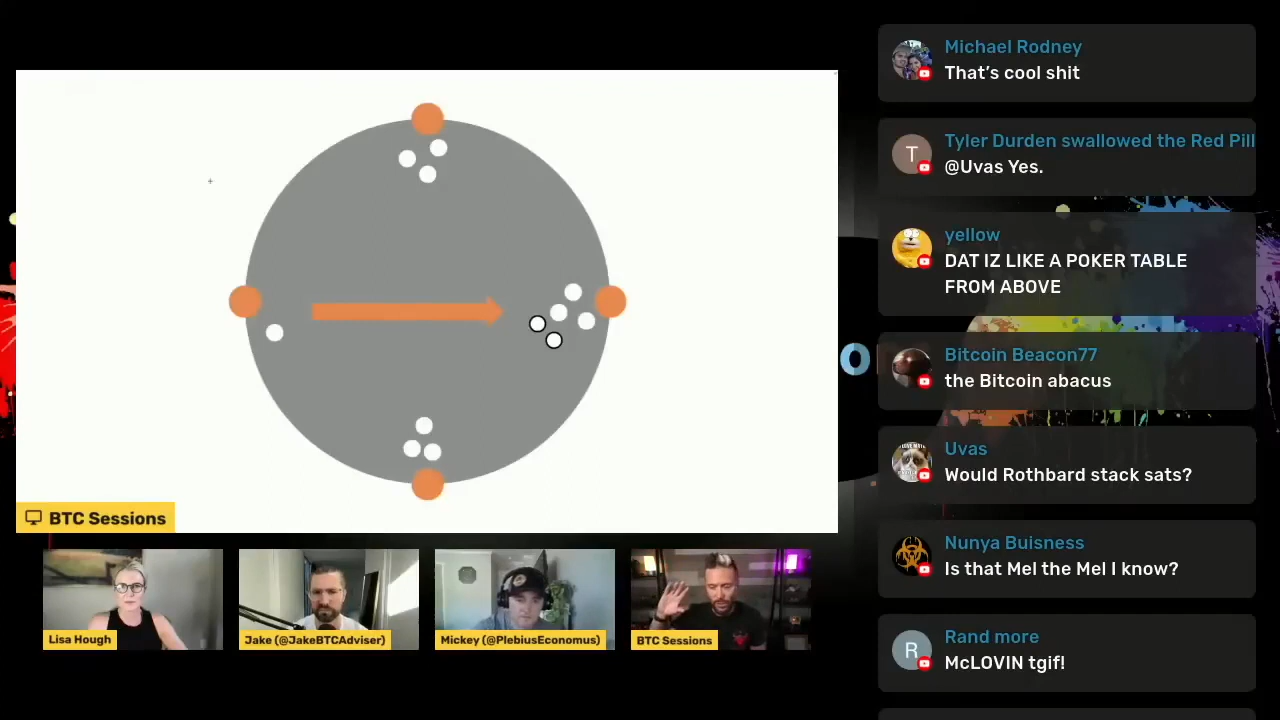 BTC Sessions
Lisa Hough
Jake (@JakeBTCAdviser)
Mickey (@PlebiusEconomus)
BTC Sessions
Michael Rodney
That’s cool shit
Tyler Durden swallowed the Red Pill
@Uvas Yes.
yellow
DAT IZ LIKE A POKER TABLE
FROM ABOVE
Bitcoin Beacon77
the Bitcoin abacus
Uvas
Would Rothbard stack sats?
Nunya Buisness
Is that Mel the Mel I know?
Rand more
McLOVIN tgif!
T
R